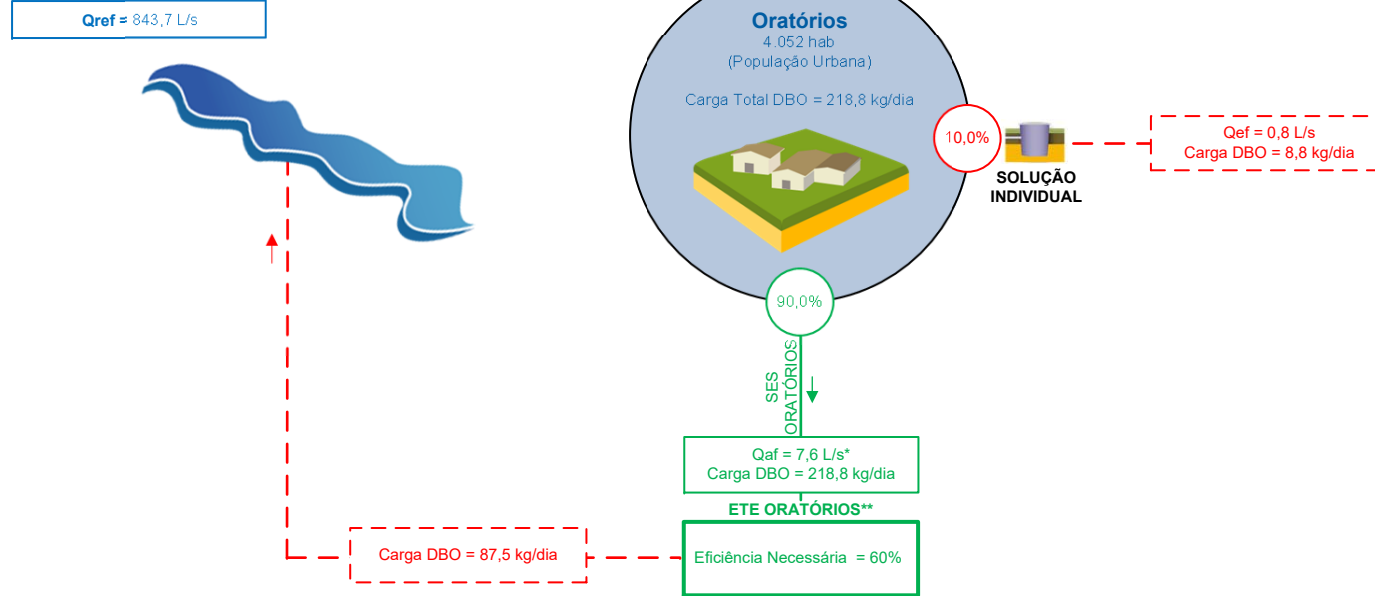 Qref = 843,7 L/s
Oratórios
4.052 hab
(População Urbana)
Carga Total DBO = 218,8 kg/dia
10,0%
SOLUÇÃO
INDIVIDUAL
Qef = 0,8 L/s
Carga DBO = 8,8 kg/dia
90,0%
SES
ORATÓRIOS
Qaf = 7,6 L/s*
Carga DBO = 218,8 kg/dia
ETE ORATÓRIOS**
Eficiência Necessária = 60%
Carga DBO = 87,5 kg/dia